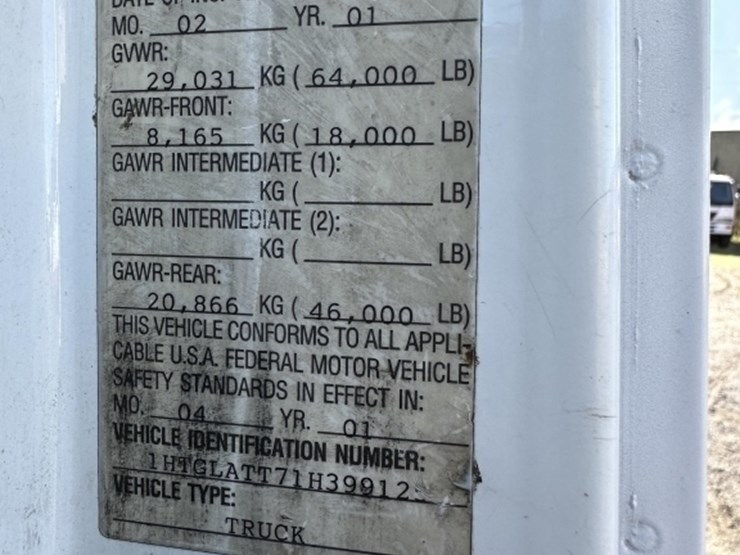 MO. 02 YR. 01
GVWR:
29,031 KG ( 64,000 LB)
GAWR-FRONT:
8,165 KG ( 18,000 LB)
GAWR INTERMEDIATE (1):
KG ( LB)
GAWR INTERMEDIATE (2):
KG ( LB)
GAWR-REAR:
20,866 KG ( 46,000 LB)
THIS VEHICLE CONFORMS TO ALL APPLI-
CABLE U.S.A. FEDERAL MOTOR VEHICLE
SAFETY STANDARDS IN EFFECT IN:
MO. 04 YR. 01
VEHICLE IDENTIFICATION NUMBER:
VEHICLE TYPE:
TRUCK